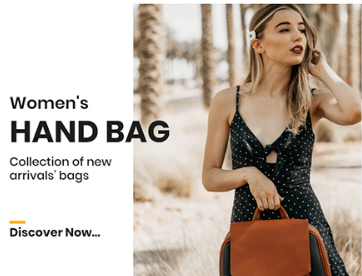 Women's
HAND BAG
Collection of new
arrivals' bags
Discover Now...